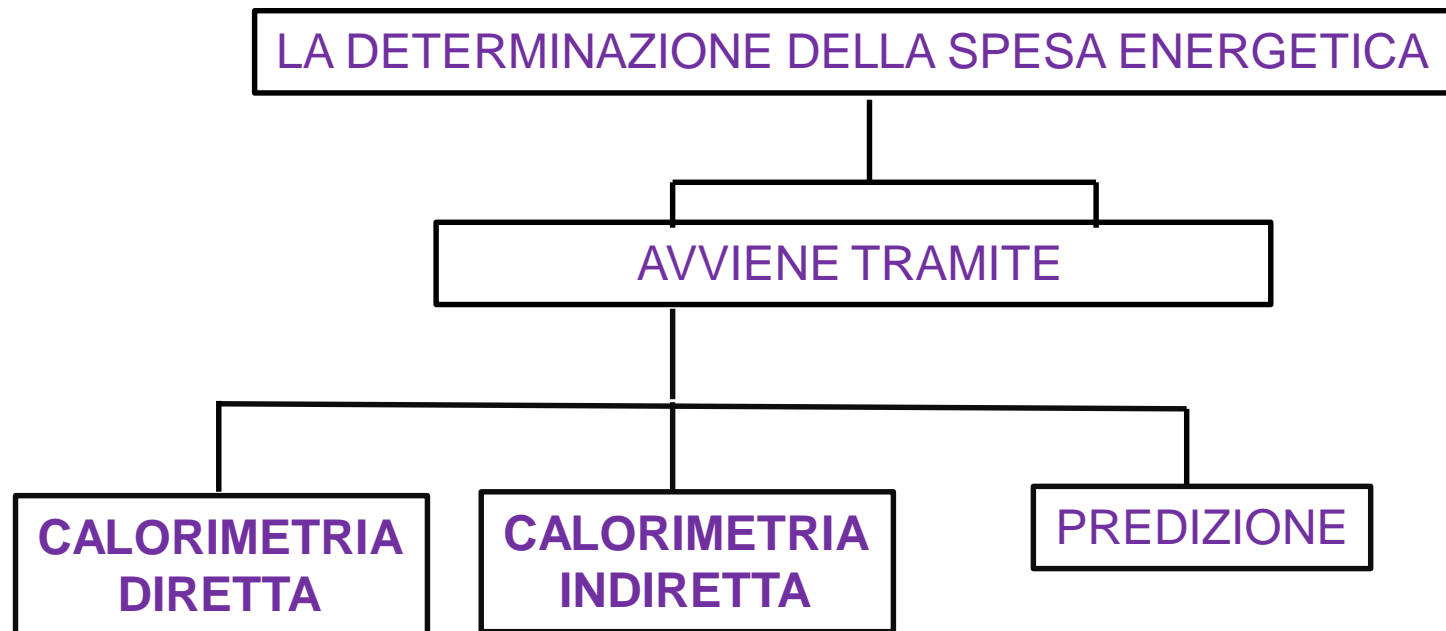 LA DETERMINAZIONE DELLA SPESA ENERGETICA
AVVIENE TRAMITE
CALORIMETRIA
DIRETTA
CALORIMETRIA
INDIRETTA
PREDIZIONE